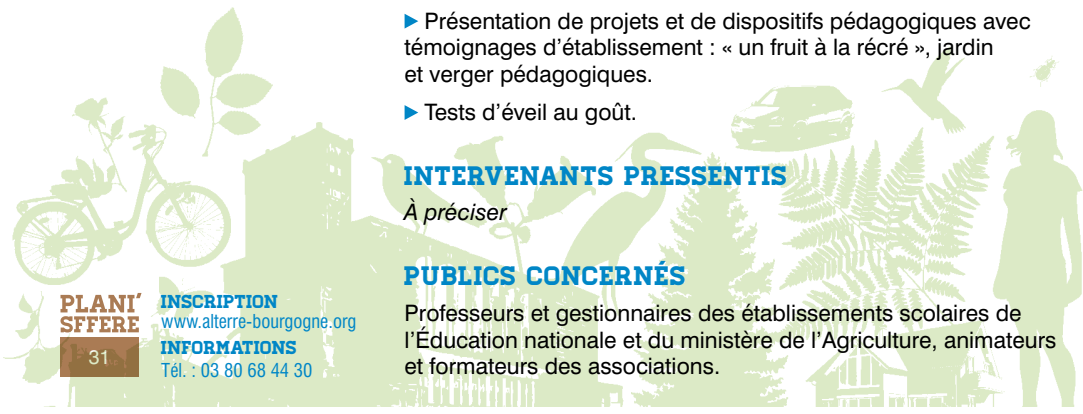 ▶ Présentation de projets et de dispositifs pédagogiques avec
témoignages d'établissement : « un fruit à la récré », jardin
et verger pédagogiques.
▶ Tests d'éveil au goût.
INTERVENANTS PRESSENTIS
À préciser
PUBLICS CONCERNÉS
Professeurs et gestionnaires des établissements scolaires de
l'Éducation nationale et du ministère de l'Agriculture, animateurs
et formateurs des associations.
PLANI'
SFFERE
31
INSCRIPTION
www.alterre-bourgogne.org
INFORMATIONS
Tél. : 03 80 68 44 30